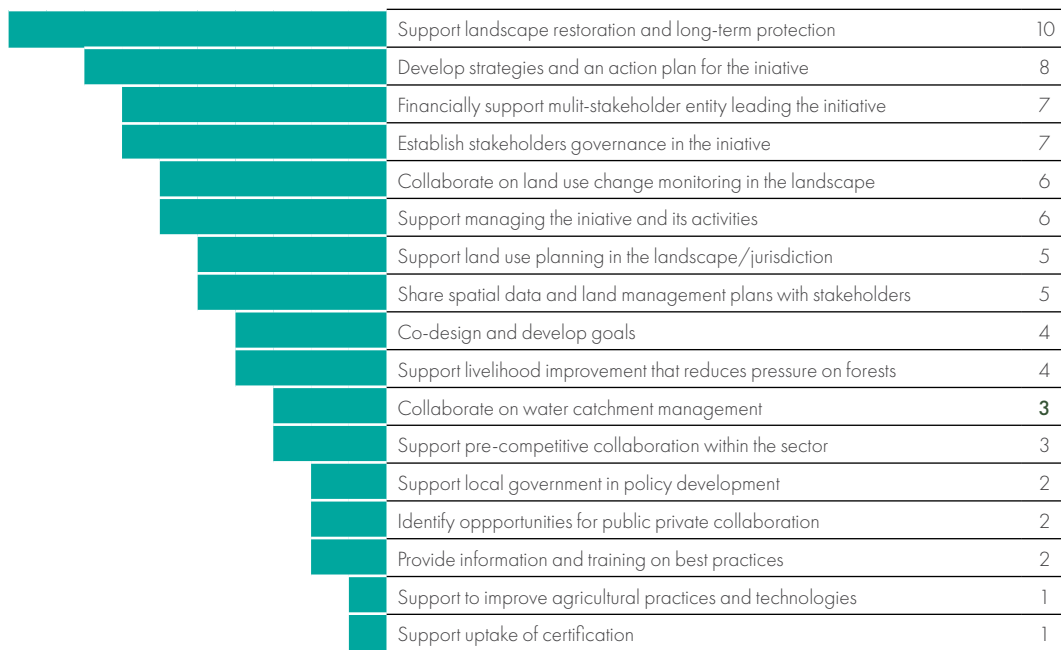 Support landscape restoration and long-term protection 10
Develop strategies and an action plan for the iniative 8
Financially support mulit-stakeholder entity leading the initiative 7
Establish stakeholders governance in the iniative 7
Collaborate on land use change monitoring in the landscape 6
Support managing the iniative and its activities 6
Support land use planning in the landscape/jurisdiction 5
Share spatial data and land management plans with stakeholders 5
Co-design and develop goals 4
Support livelihood improvement that reduces pressure on forests 4
Collaborate on water catchment management 3
Support pre-competitive collaboration within the sector 3
Support local government in policy development 2
Identify oppportunities for public private collaboration 2
Provide information and training on best practices 2
Support to improve agricultural practices and technologies 1
Support uptake of certification 1